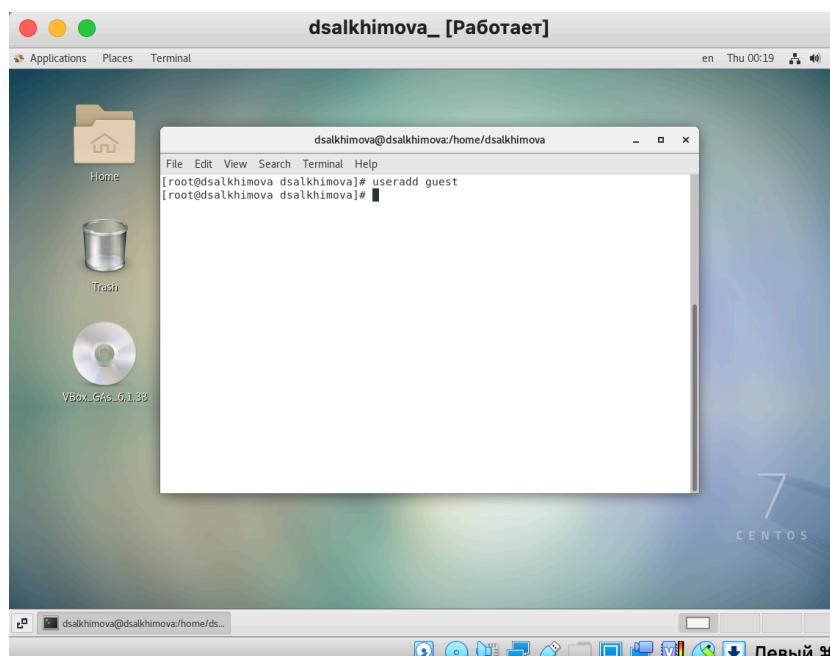 dsalkhimova_ [Работает]
Applications Places Terminal en Thu 00:19
Home
Trash
VBox_GAs_6.1.38
dsalkhimova@dsalkhimova:/home/dsalkhimova
File Edit View Search Terminal Help
[root@dsalkhimova dsalkhimova]# useradd guest
[root@dsalkhimova dsalkhimova]#
7
CENTOS
dsalkhimova@dsalkhimova:/home/ds...
Левый ⌘